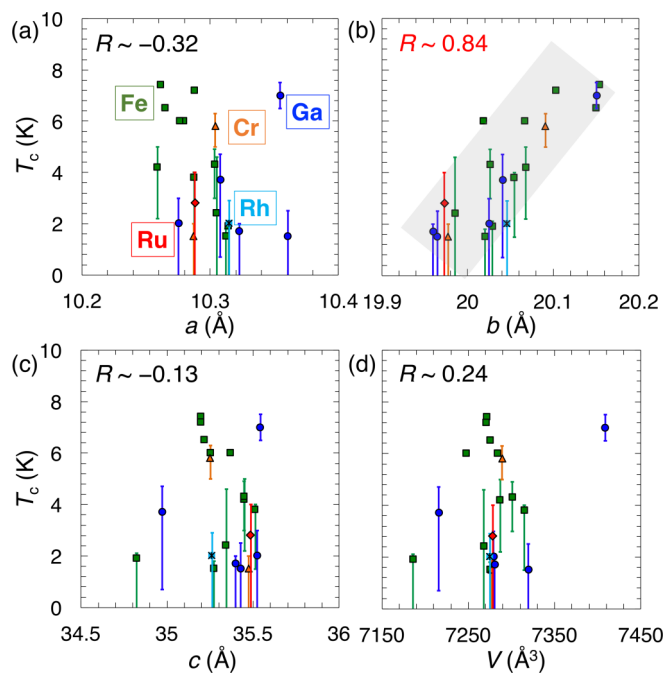 (a) R ~ −0.32
(b) R ~ 0.84
10
8
6
4
2
0
T_c (K)
Fe
Cr
Ga
Rh
Ru
10.2 10.3 10.4
a (Å)
19.9 20 20.1 20.2
b (Å)
(c) R ~ −0.13
(d) R ~ 0.24
10
8
6
4
2
0
T_c (K)
34.5 35 35.5 36
c (Å)
7150 7250 7350 7450
V (Å³)